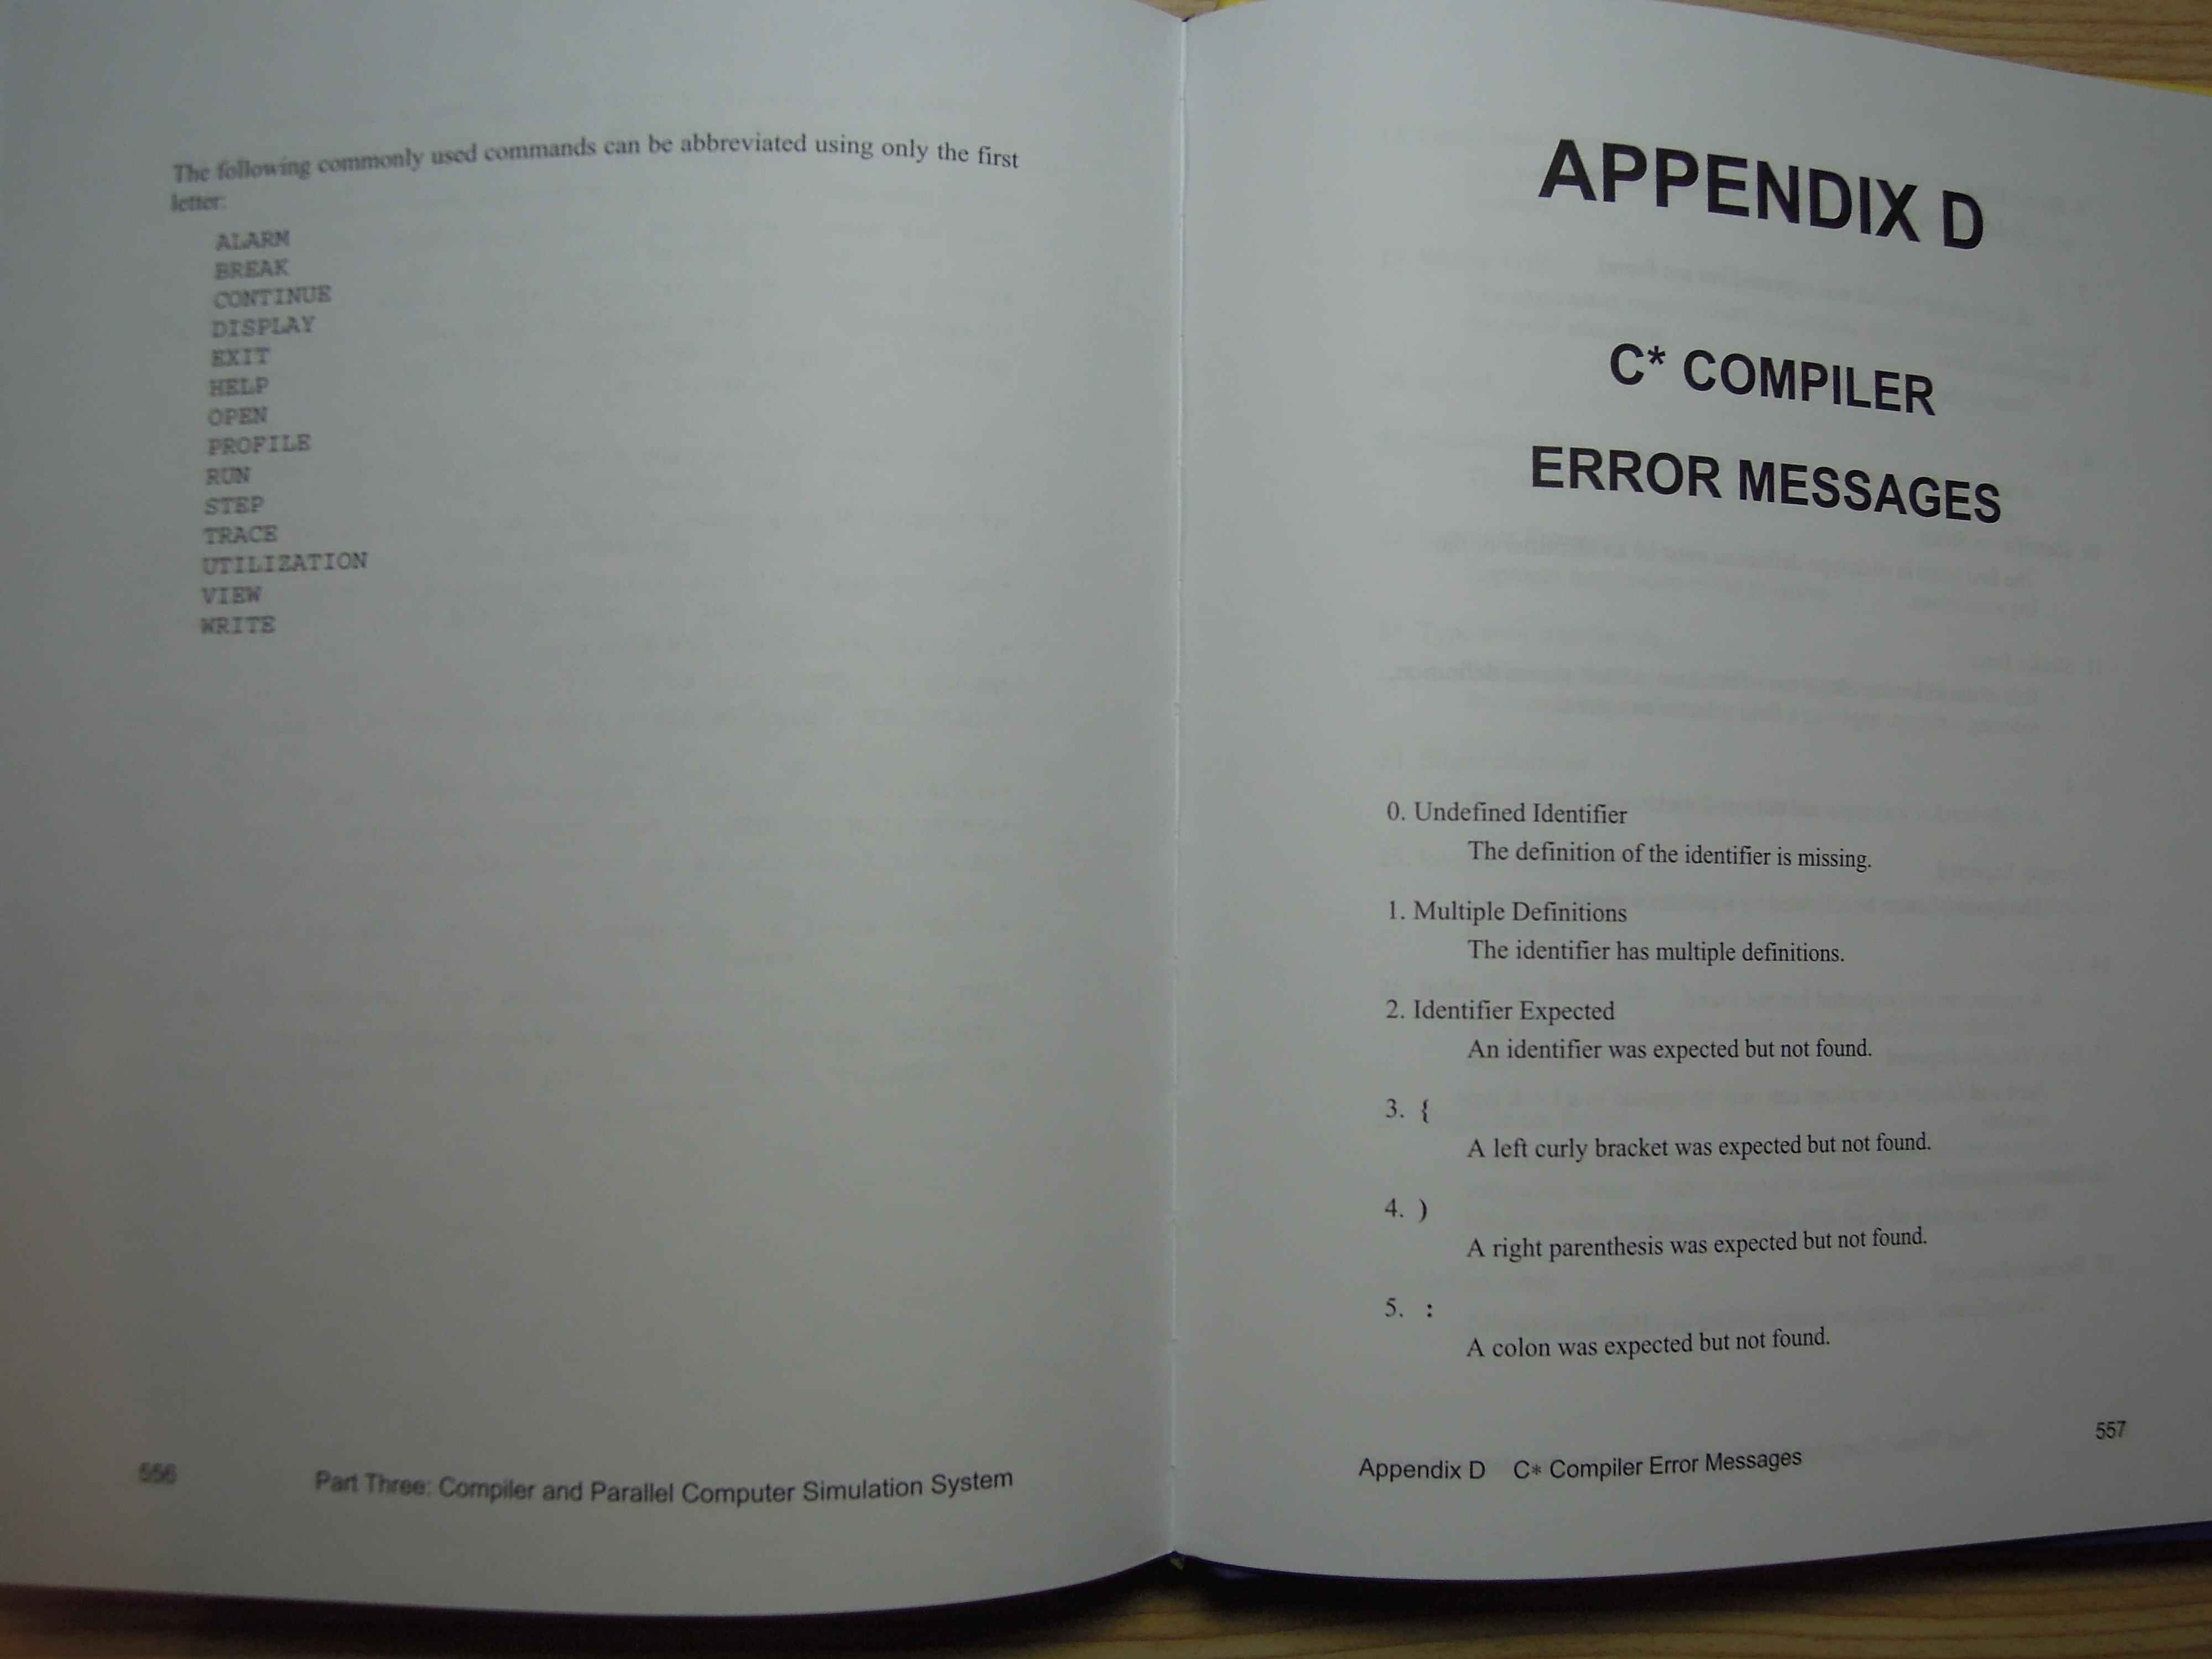 The following commonly used commands can be abbreviated using only the first
letter:
ALARM
BREAK
CONTINUE
DISPLAY
EXIT
HELP
OPEN
PROFILE
RUN
STEP
TRACE
UTILIZATION
VIEW
WRITE
556 Part Three: Compiler and Parallel Computer Simulation System
APPENDIX D
C* COMPILER
ERROR MESSAGES
0. Undefined Identifier
The definition of the identifier is missing.
1. Multiple Definitions
The identifier has multiple definitions.
2. Identifier Expected
An identifier was expected but not found.
3. {
A left curly bracket was expected but not found.
4. )
A right parenthesis was expected but not found.
5. :
A colon was expected but not found.
Appendix D C* Compiler Error Messages 557